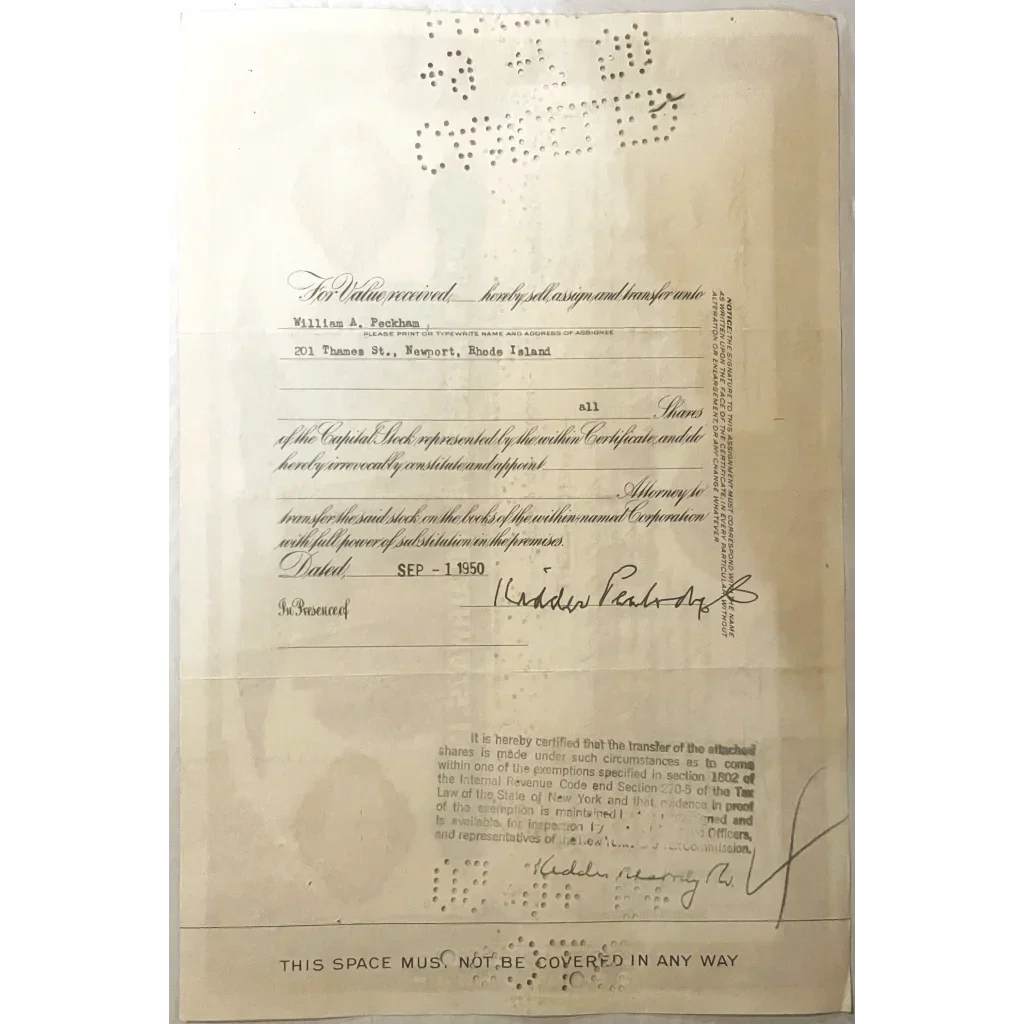 CANCELLED
For Value received, hereby sell, assign and transfer unto
William A. Peckham,
PLEASE PRINT OR TYPEWRITE NAME AND ADDRESS OF ASSIGNEE
201 Thames St., Newport, Rhode Island
all Shares
of the Capital Stock represented by the within Certificate, and do
hereby irrevocably constitute and appoint
Attorney to
transfer the said stock on the books of the within-named Corporation
with full power of substitution in the premises.
Dated, SEP - 1 1950
Kidder Peabody
In Presence of
NOTICE: THE SIGNATURE TO THIS ASSIGNMENT MUST CORRESPOND WITH THE NAME
AS WRITTEN UPON THE FACE OF THE CERTIFICATE, IN EVERY PARTICULAR, WITHOUT
ALTERATION OR ENLARGEMENT, OR ANY CHANGE WHATEVER.
It is hereby certified that the transfer of the attached
shares is made under such circumstances as to come
within one of the exemptions specified in section 1802 of
the Internal Revenue Code and Section 270-5 of the Tax
Law of the State of New York and that evidence in proof
of the exemption is maintained
is available for inspection by Officers,
and representatives of the Commission.
Kidder Peabody
THIS SPACE MUST NOT BE COVERED IN ANY WAY